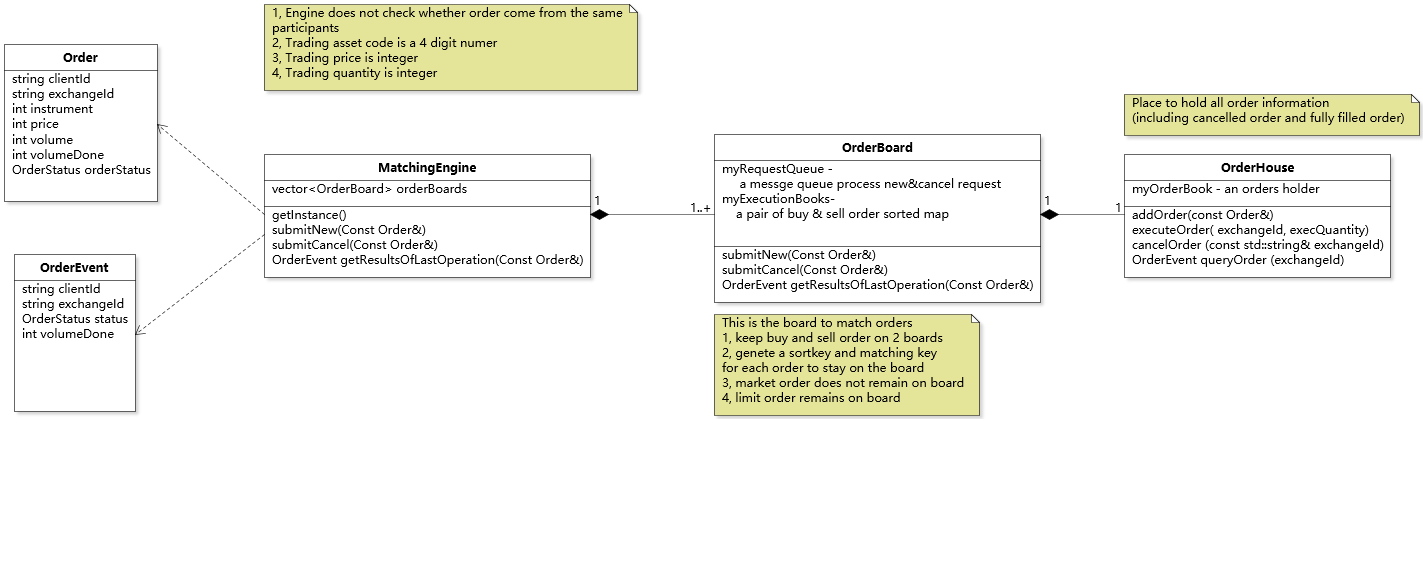 1, Engine does not check whether order come from the same
participants
2, Trading asset code is a 4 digit numer
3, Trading price is integer
4, Trading quantity is integer
Order
string clientId
string exchangeId
int instrument
int price
int volume
int volumeDone
OrderStatus orderStatus
Place to hold all order information
(including cancelled order and fully filled order)
MatchingEngine
vector<OrderBoard> orderBoards
getInstance()
submitNew(Const Order&)
submitCancel(Const Order&)
OrderEvent getResultsOfLastOperation(Const Order&)
1
1..+
OrderBoard
myRequestQueue -
a messge queue process new&cancel request
myExecutionBooks-
a pair of buy & sell order sorted map
submitNew(Const Order&)
submitCancel(Const Order&)
OrderEvent getResultsOfLastOperation(Const Order&)
1
1
OrderHouse
myOrderBook - an orders holder
addOrder(const Order&)
executeOrder( exchangeId, execQuantity)
cancelOrder (const std::string& exchangeId)
OrderEvent queryOrder (exchangeId)
OrderEvent
string clientId
string exchangeId
OrderStatus status
int volumeDone
This is the board to match orders
1, keep buy and sell order on 2 boards
2, genete a sortkey and matching key
for each order to stay on the board
3, market order does not remain on board
4, limit order remains on board